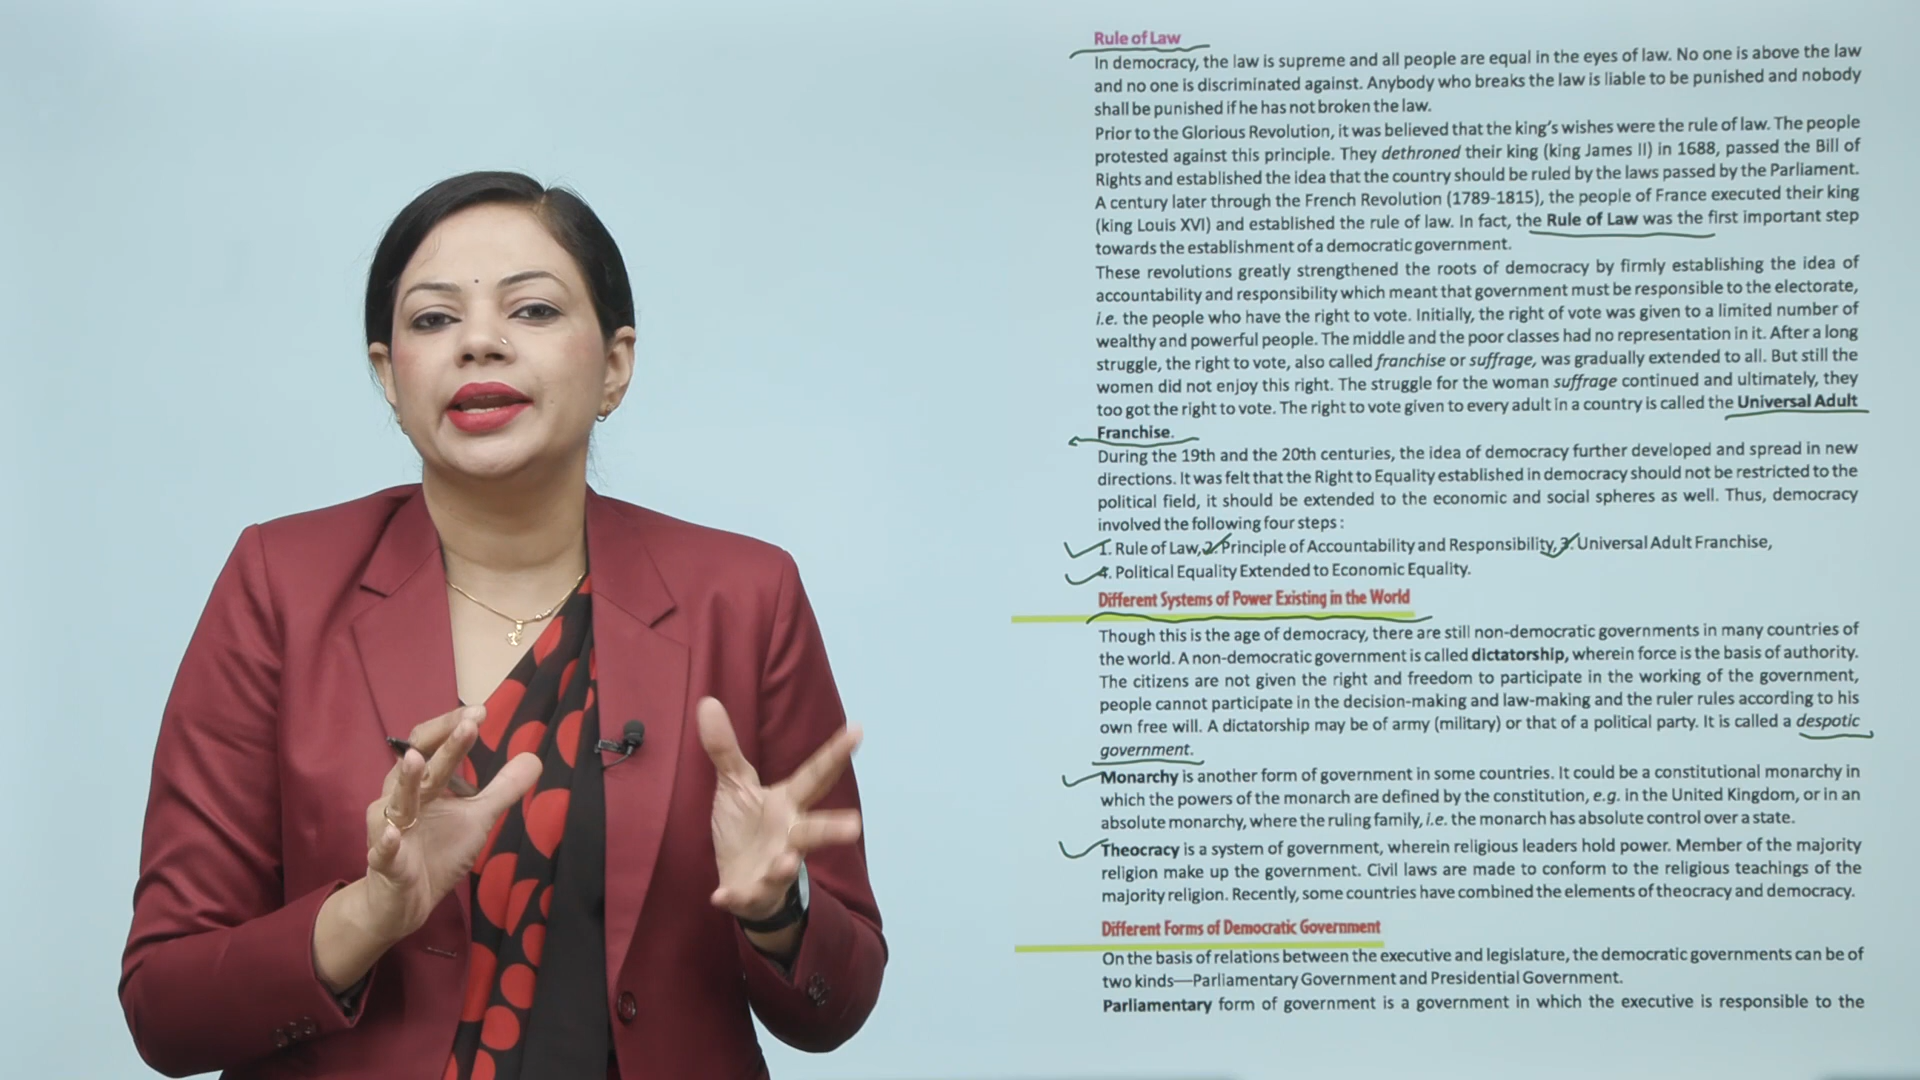 Rule of Law
In democracy, the law is supreme and all people are equal in the eyes of law. No one is above the law
and no one is discriminated against. Anybody who breaks the law is liable to be punished and nobody
shall be punished if he has not broken the law.
Prior to the Glorious Revolution, it was believed that the king's wishes were the rule of law. The people
protested against this principle. They dethroned their king (king James II) in 1688, passed the Bill of
Rights and established the idea that the country should be ruled by the laws passed by the Parliament.
A century later through the French Revolution (1789-1815), the people of France executed their king
(king Louis XVI) and established the rule of law. In fact, the Rule of Law was the first important step
towards the establishment of a democratic government.
These revolutions greatly strengthened the roots of democracy by firmly establishing the idea of
accountability and responsibility which meant that government must be responsible to the electorate,
i.e. the people who have the right to vote. Initially, the right of vote was given to a limited number of
wealthy and powerful people. The middle and the poor classes had no representation in it. After a long
struggle, the right to vote, also called franchise or suffrage, was gradually extended to all. But still the
women did not enjoy this right. The struggle for the woman suffrage continued and ultimately, they
too got the right to vote. The right to vote given to every adult in a country is called the Universal Adult
Franchise.
During the 19th and the 20th centuries, the idea of democracy further developed and spread in new
directions. It was felt that the Right to Equality established in democracy should not be restricted to the
political field, it should be extended to the economic and social spheres as well. Thus, democracy
involved the following four steps :
1. Rule of Law, 2. Principle of Accountability and Responsibility, 3. Universal Adult Franchise,
4. Political Equality Extended to Economic Equality.
Different Systems of Power Existing in the World
Though this is the age of democracy, there are still non-democratic governments in many countries of
the world. A non-democratic government is called dictatorship, wherein force is the basis of authority.
The citizens are not given the right and freedom to participate in the working of the government,
people cannot participate in the decision-making and law-making and the ruler rules according to his
own free will. A dictatorship may be of army (military) or that of a political party. It is called a despotic
government.
Monarchy is another form of government in some countries. It could be a constitutional monarchy in
which the powers of the monarch are defined by the constitution, e.g. in the United Kingdom, or in an
absolute monarchy, where the ruling family, i.e. the monarch has absolute control over a state.
Theocracy is a system of government, wherein religious leaders hold power. Member of the majority
religion make up the government. Civil laws are made to conform to the religious teachings of the
majority religion. Recently, some countries have combined the elements of theocracy and democracy.
Different Forms of Democratic Government
On the basis of relations between the executive and legislature, the democratic governments can be of
two kinds—Parliamentary Government and Presidential Government.
Parliamentary form of government is a government in which the executive is responsible to the